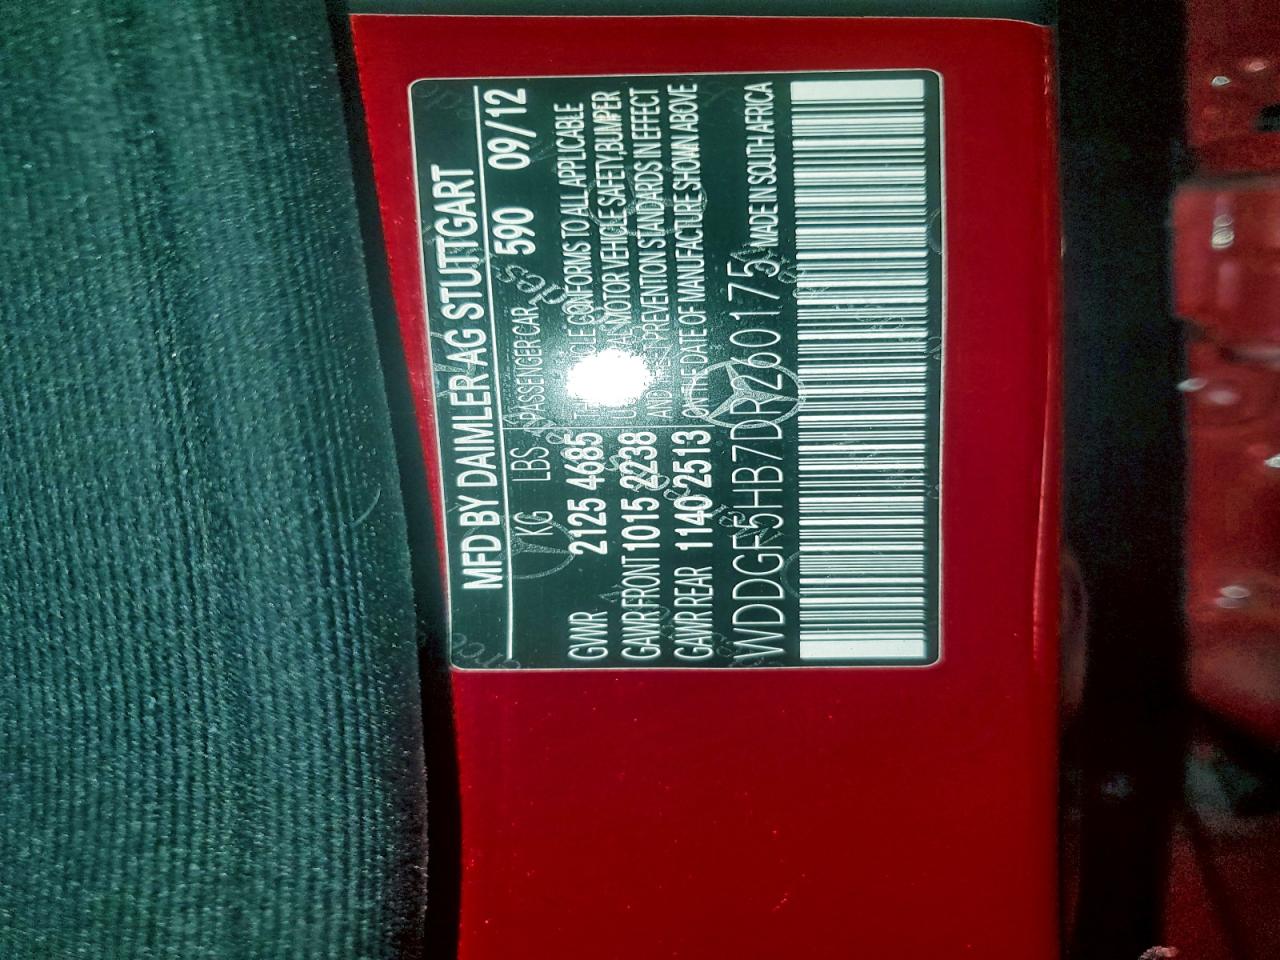 MFD BY DAIMLER AG STUTTGART
KG LBS PASSENGER CAR 590 09/12
GVWR 2125 4685
GAWR FRONT 1015 2238
GAWR REAR 1140 2513
CONFORMS TO ALL APPLICABLE
MOTOR VEHICLE SAFETY, BUMPER
AND PREVENTION STANDARDS IN EFFECT
ON THE DATE OF MANUFACTURE SHOWN ABOVE
WDDGF5HB7DR260175 MADE IN SOUTH AFRICA